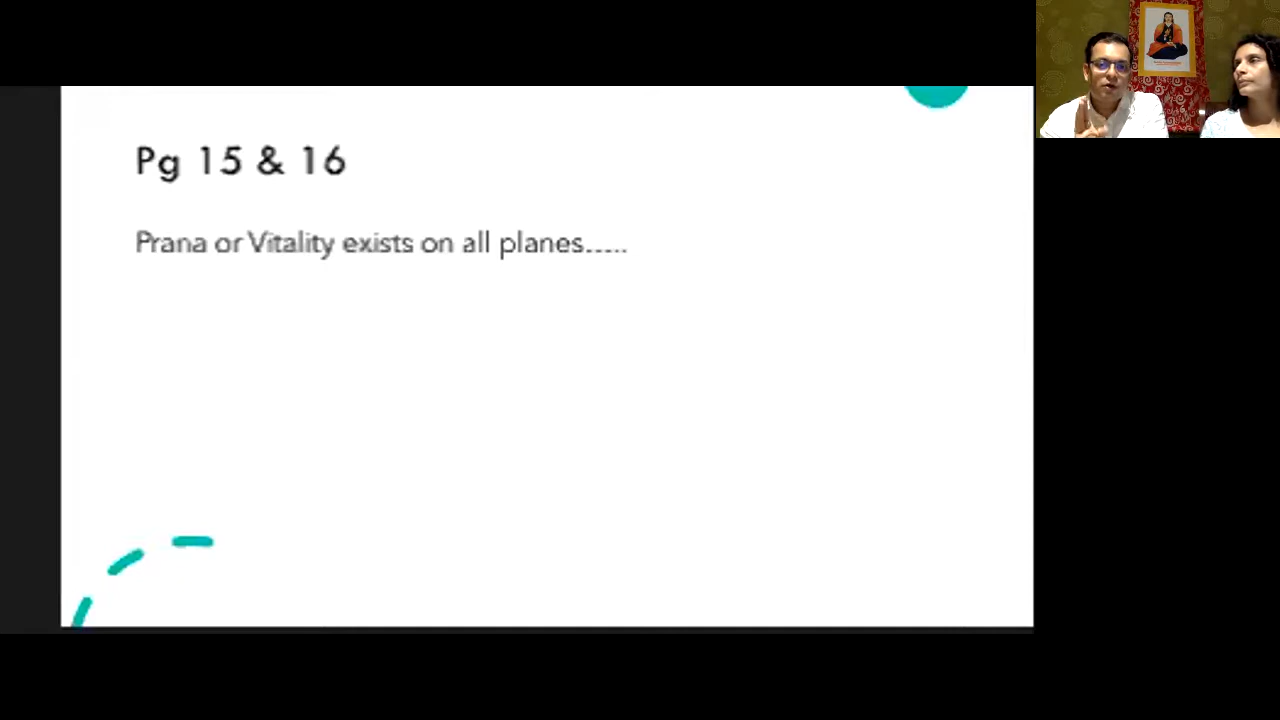 Pg 15 & 16
Prana or Vitality exists on all planes.....